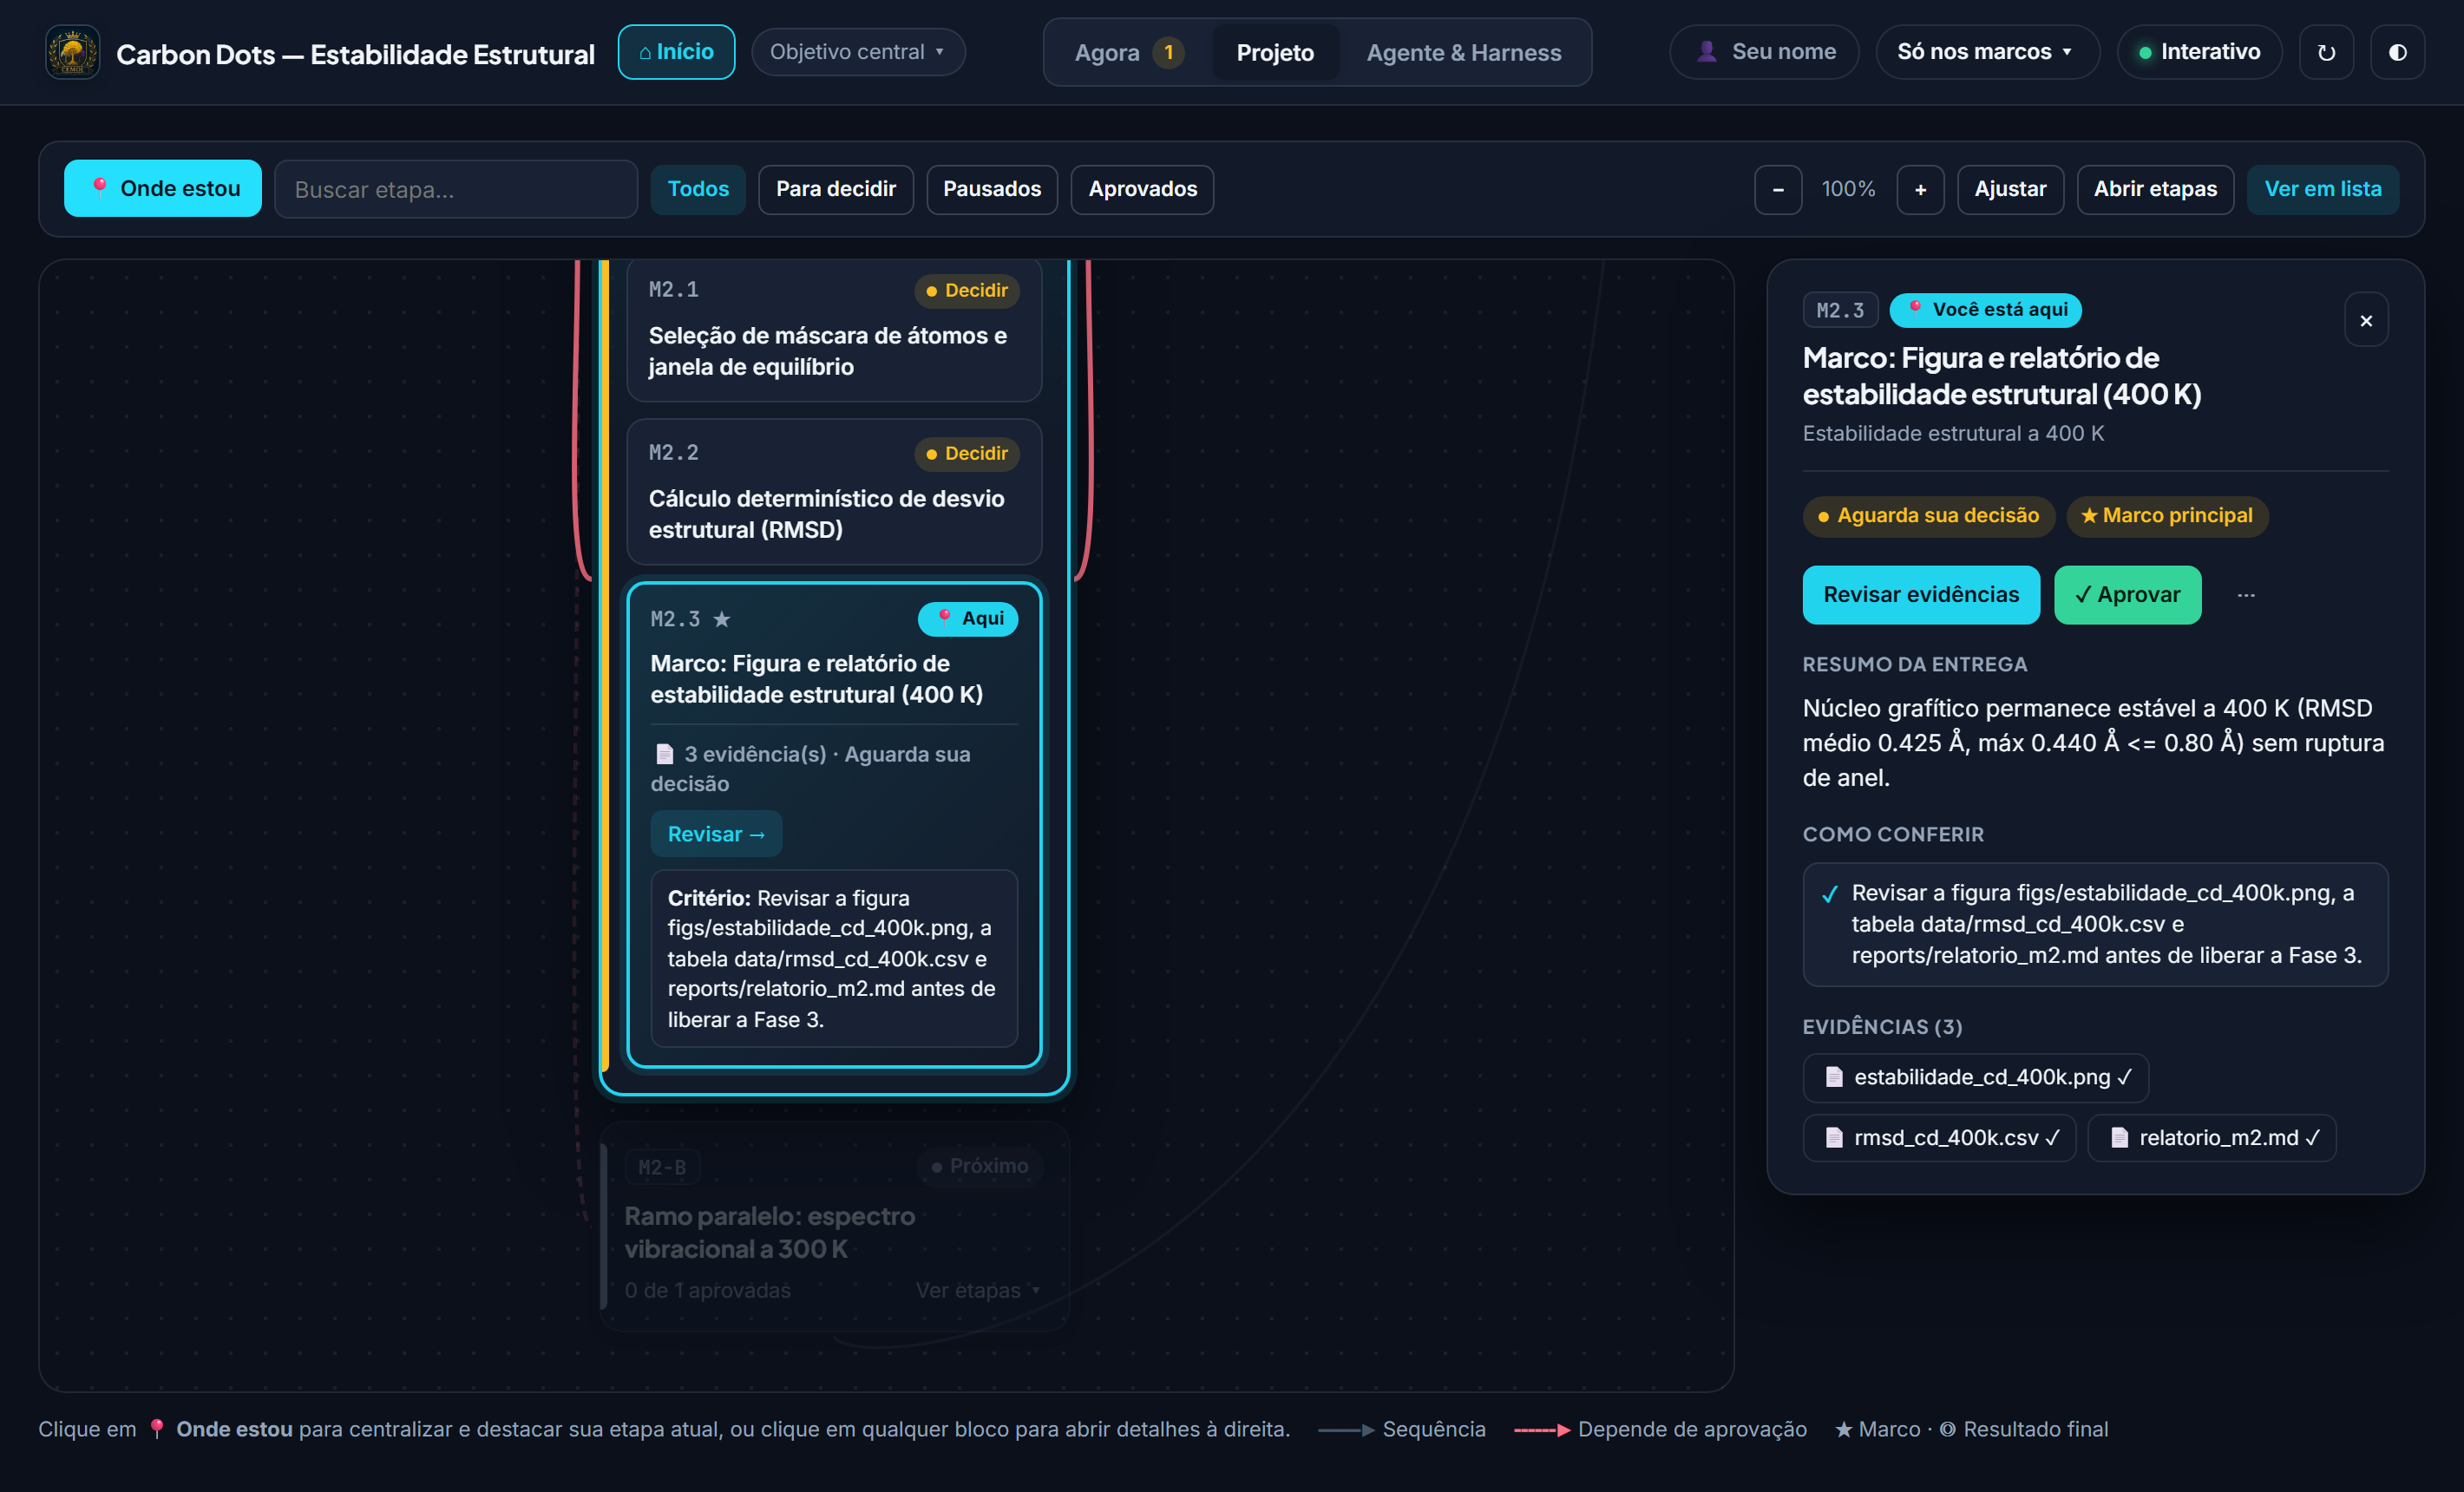 Carbon Dots — Estabilidade Estrutural
⌂ Início
Objetivo central ▾
Agora 1
Projeto
Agente & Harness
Seu nome
Só nos marcos ▾
Interativo
Onde estou
Buscar etapa...
Todos
Para decidir
Pausados
Aprovados
−
100%
+
Ajustar
Abrir etapas
Ver em lista
M2.1
Decidir
Seleção de máscara de átomos e
janela de equilíbrio
M2.2
Decidir
Cálculo determinístico de desvio
estrutural (RMSD)
M2.3 ★
Aqui
Marco: Figura e relatório de
estabilidade estrutural (400 K)
3 evidência(s) · Aguarda sua
decisão
Revisar →
Critério: Revisar a figura
figs/estabilidade_cd_400k.png, a
tabela data/rmsd_cd_400k.csv e
reports/relatorio_m2.md antes de
liberar a Fase 3.
M2-B
Próximo
Ramo paralelo: espectro
vibracional a 300 K
0 de 1 aprovadas
Ver etapas ▾
M2.3
Você está aqui
×
Marco: Figura e relatório de
estabilidade estrutural (400 K)
Estabilidade estrutural a 400 K
Aguarda sua decisão
★ Marco principal
Revisar evidências
✓ Aprovar
···
RESUMO DA ENTREGA
Núcleo grafítico permanece estável a 400 K (RMSD
médio 0.425 Å, máx 0.440 Å <= 0.80 Å) sem ruptura
de anel.
COMO CONFERIR
✓ Revisar a figura figs/estabilidade_cd_400k.png, a
tabela data/rmsd_cd_400k.csv e
reports/relatorio_m2.md antes de liberar a Fase 3.
EVIDÊNCIAS (3)
estabilidade_cd_400k.png ✓
rmsd_cd_400k.csv ✓
relatorio_m2.md ✓
Clique em Onde estou para centralizar e destacar sua etapa atual, ou clique em qualquer bloco para abrir detalhes à direita.
Sequência
Depende de aprovação
★ Marco · ◎ Resultado final